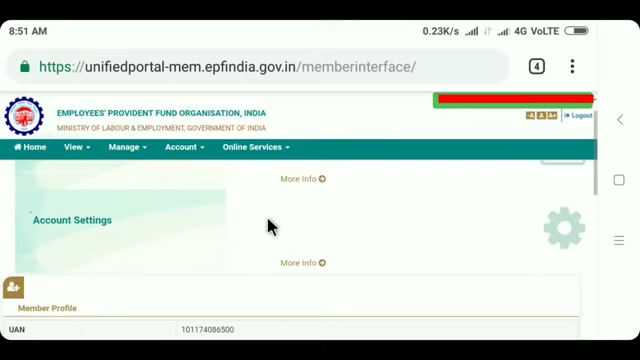 8:51 AM
0.23K/s
4G VoLTE
https://unifiedportal-mem.epfindia.gov.in/memberinterface/
4
EMPLOYEES' PROVIDENT FUND ORGANISATION, INDIA
MINISTRY OF LABOUR & EMPLOYMENT, GOVERNMENT OF INDIA
-A A A+
Logout
Home View Manage Account Online Services
More Info
Account Settings
More Info
Member Profile
UAN 101174086500